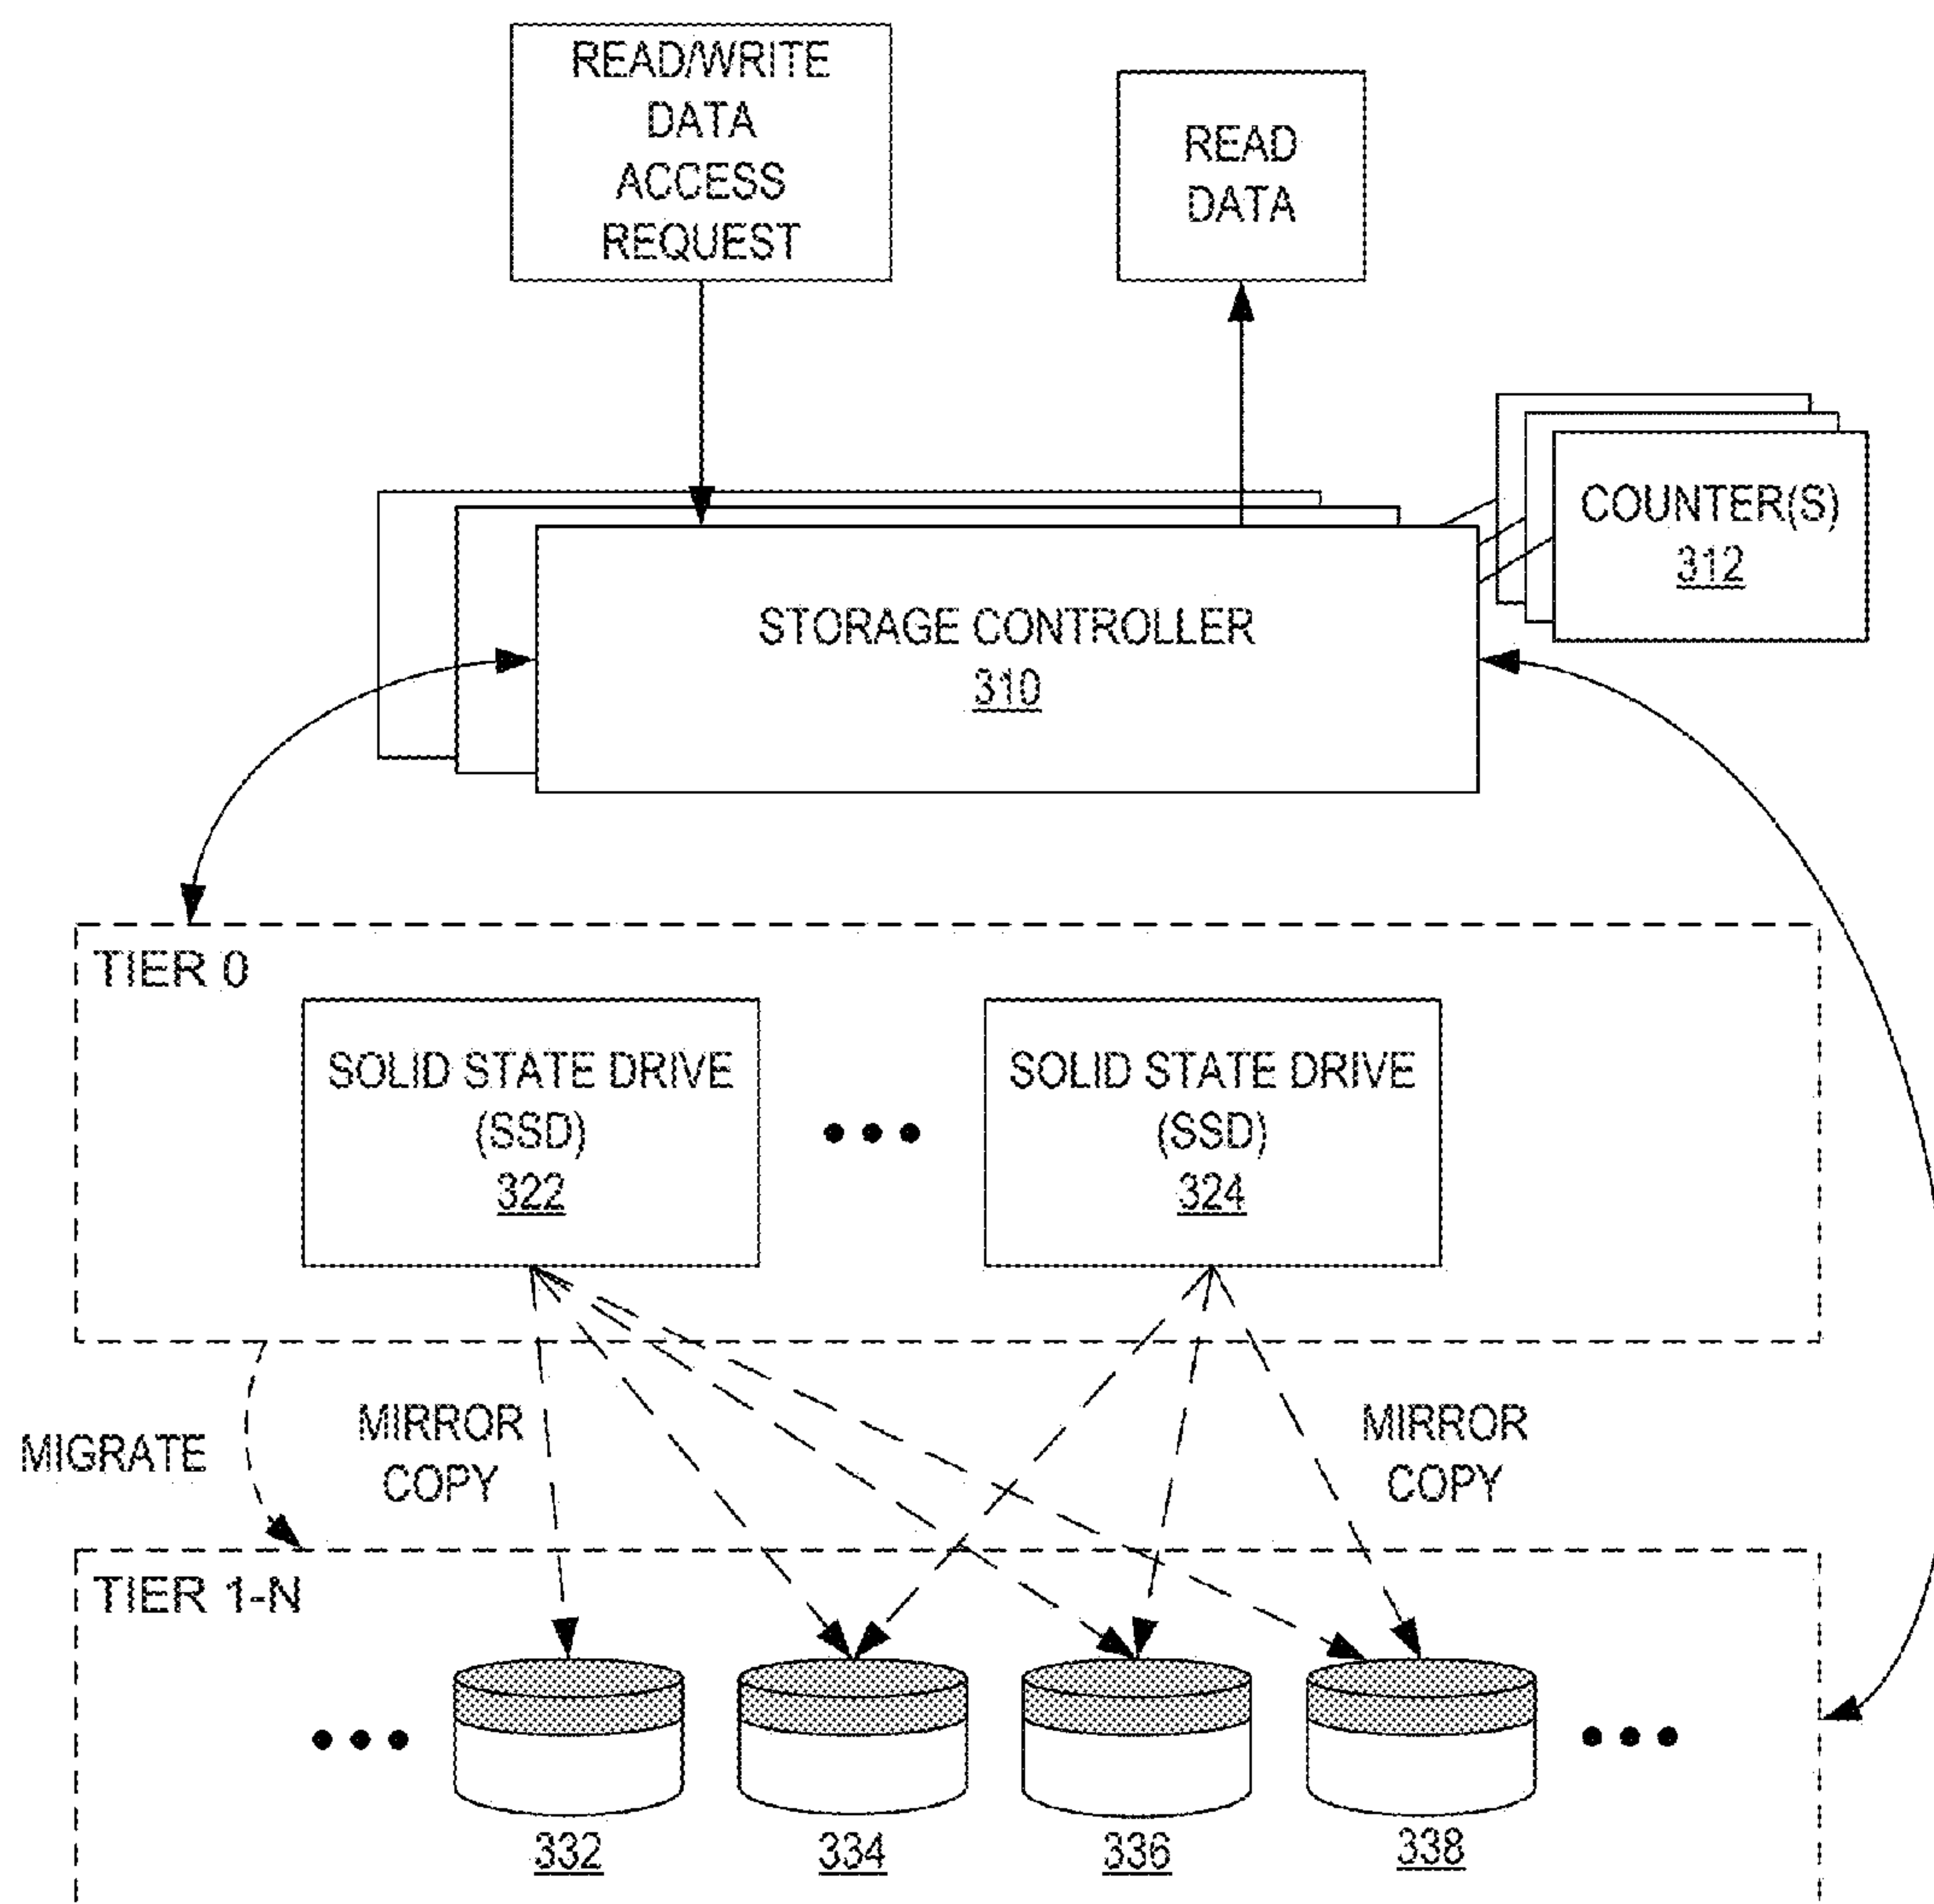 READ/WRITE
DATA
ACCESS
REQUEST
READ
DATA
COUNTER(S)
312
STORAGE CONTROLLER
310
TIER 0
SOLID STATE DRIVE
(SSD)
322
SOLID STATE DRIVE
(SSD)
324
MIGRATE
MIRROR
COPY
MIRROR
COPY
TIER 1-N
332
334
336
338